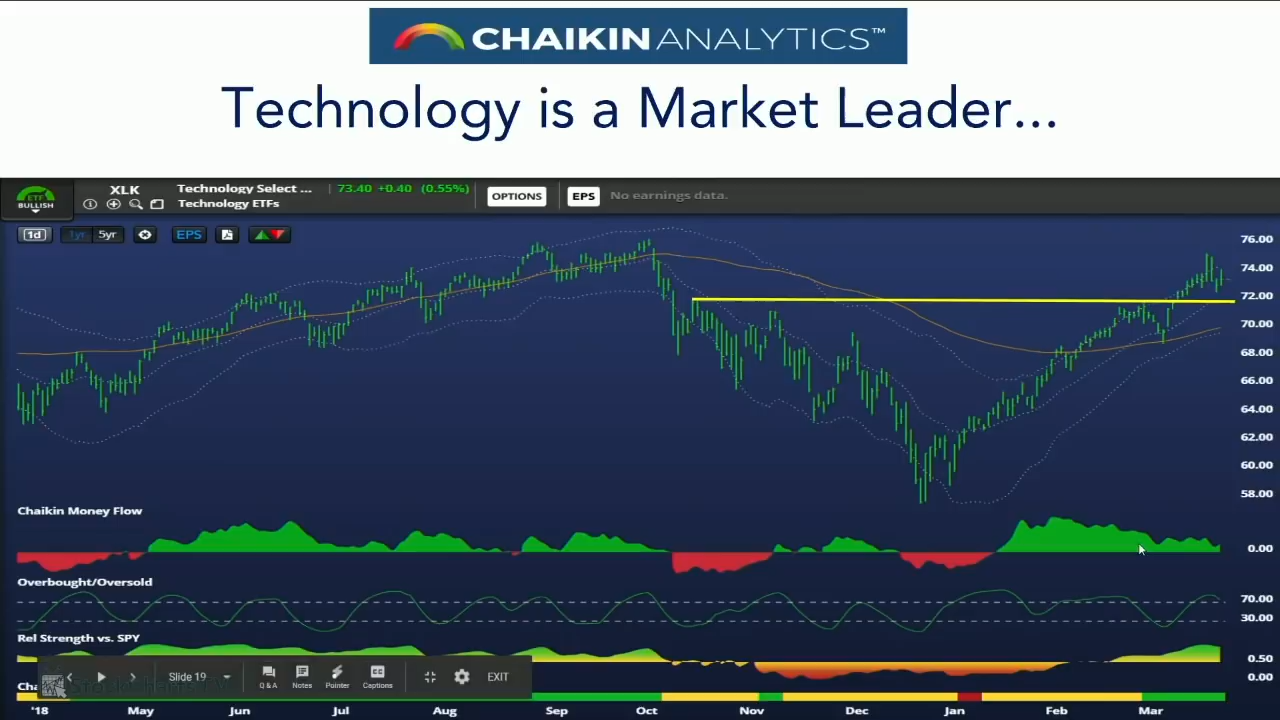 CHAIKIN ANALYTICS™
Technology is a Market Leader...
ETF
BULLISH
XLK
Technology Select ...
73.40 +0.40 (0.55%)
Technology ETFs
OPTIONS
EPS
No earnings data.
1d
1yr
5yr
EPS
76.00
74.00
72.00
70.00
68.00
66.00
64.00
62.00
60.00
58.00
Chaikin Money Flow
0.00
Overbought/Oversold
70.00
30.00
Rel Strength vs. SPY
0.50
0.00
Slide 19
Q & A
Notes
Pointer
CC
Captions
EXIT
Cha
'18 May Jun Jul Aug Sep Oct Nov Dec Jan Feb Mar